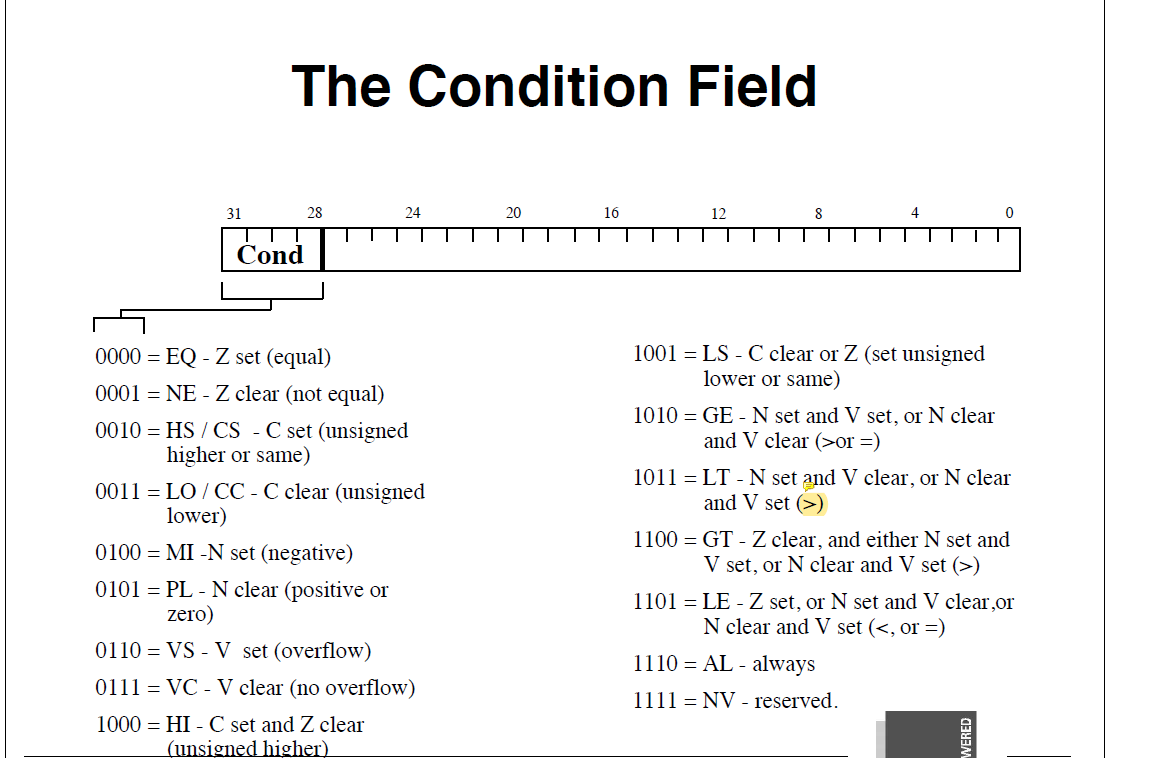 The Condition Field
31 28 24 20 16 12 8 4 0
Cond
0000 = EQ - Z set (equal)
0001 = NE - Z clear (not equal)
0010 = HS / CS - C set (unsigned
higher or same)
0011 = LO / CC - C clear (unsigned
lower)
0100 = MI -N set (negative)
0101 = PL - N clear (positive or
zero)
0110 = VS - V set (overflow)
0111 = VC - V clear (no overflow)
1000 = HI - C set and Z clear
(unsigned higher)
1001 = LS - C clear or Z (set unsigned
lower or same)
1010 = GE - N set and V set, or N clear
and V clear (>or =)
1011 = LT - N set and V clear, or N clear
and V set (>)
1100 = GT - Z clear, and either N set and
V set, or N clear and V set (>)
1101 = LE - Z set, or N set and V clear,or
N clear and V set (<, or =)
1110 = AL - always
1111 = NV - reserved.
WERED